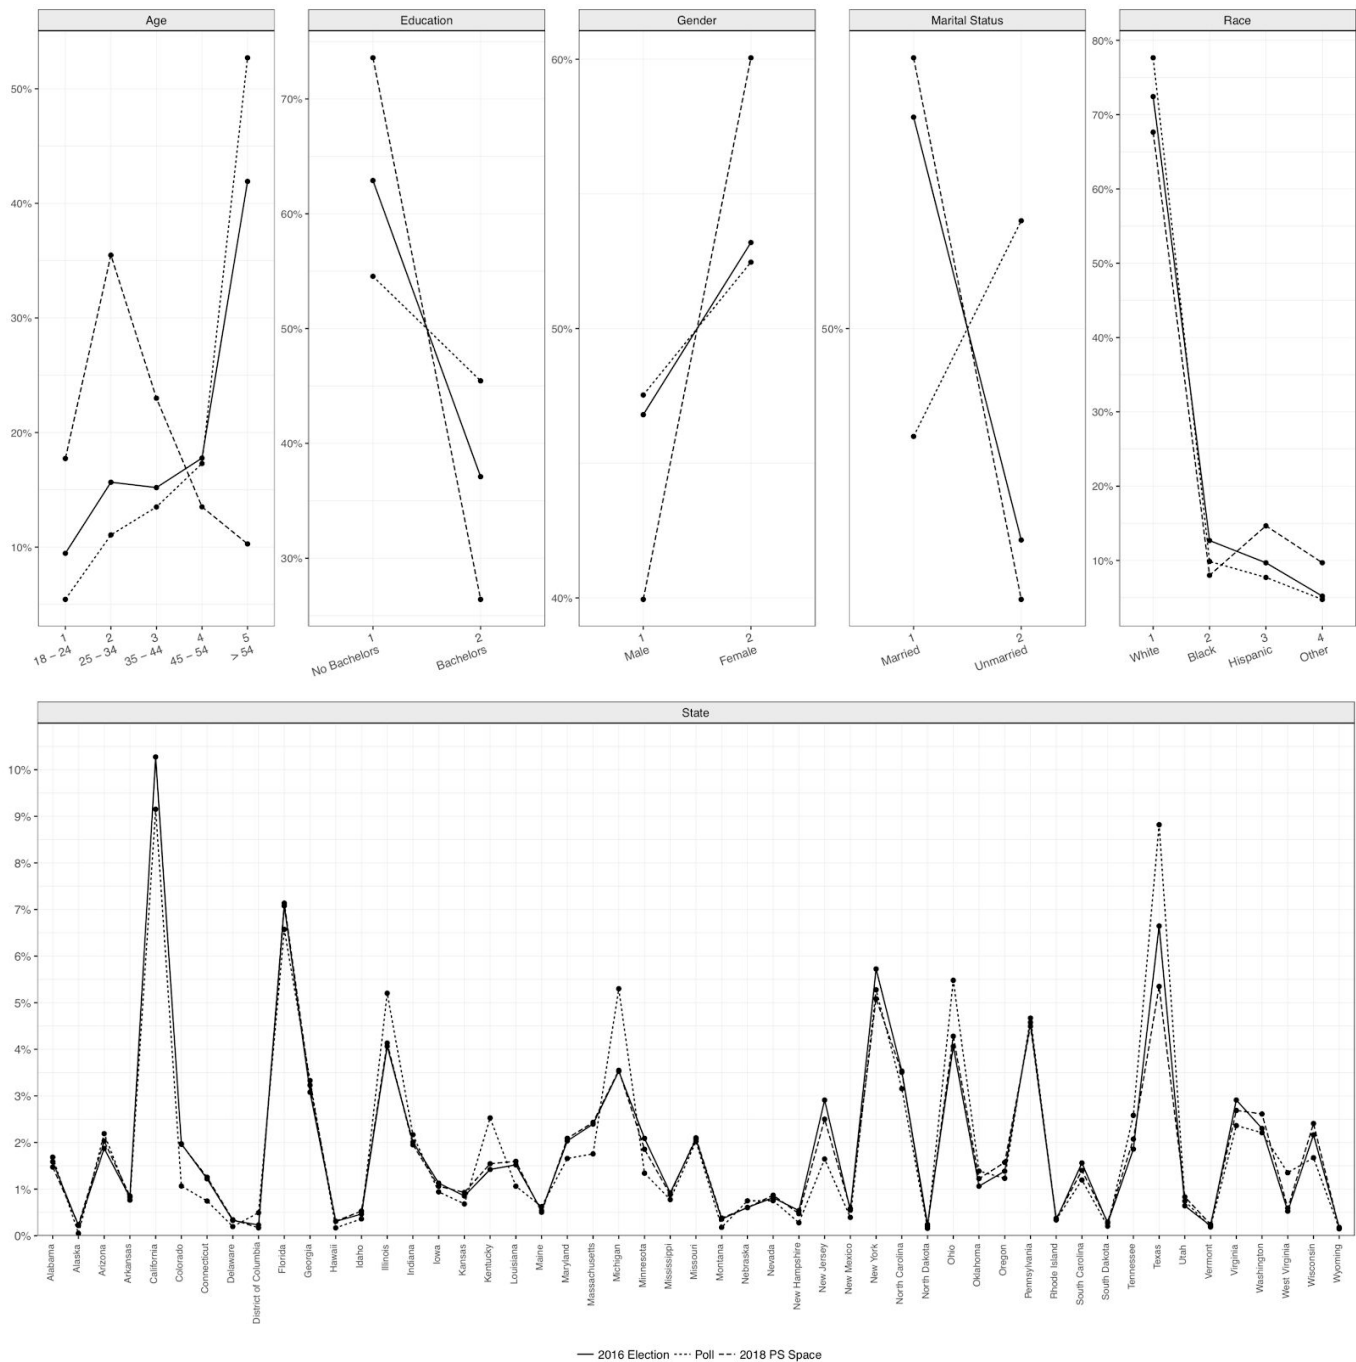 Age Education Gender Marital Status Race
50%
40%
30%
20%
10%
1 2 3 4 5
18 – 24 25 – 34 35 – 44 45 – 54 > 54
70%
60%
50%
40%
30%
1 2
No Bachelors Bachelors
60%
50%
40%
1 2
Male Female
50%
1 2
Married Unmarried
80%
70%
60%
50%
40%
30%
20%
10%
1 2 3 4
White Black Hispanic Other
State
10%
9%
8%
7%
6%
5%
4%
3%
2%
1%
0%
Alabama
Alaska
Arizona
Arkansas
California
Colorado
Connecticut
Delaware
District of Columbia
Florida
Georgia
Hawaii
Idaho
Illinois
Indiana
Iowa
Kansas
Kentucky
Louisiana
Maine
Maryland
Massachusetts
Michigan
Minnesota
Mississippi
Missouri
Montana
Nebraska
Nevada
New Hampshire
New Jersey
New Mexico
New York
North Carolina
North Dakota
Ohio
Oklahoma
Oregon
Pennsylvania
Rhode Island
South Carolina
South Dakota
Tennessee
Texas
Utah
Vermont
Virginia
Washington
West Virginia
Wisconsin
Wyoming
2016 Election Poll 2018 PS Space